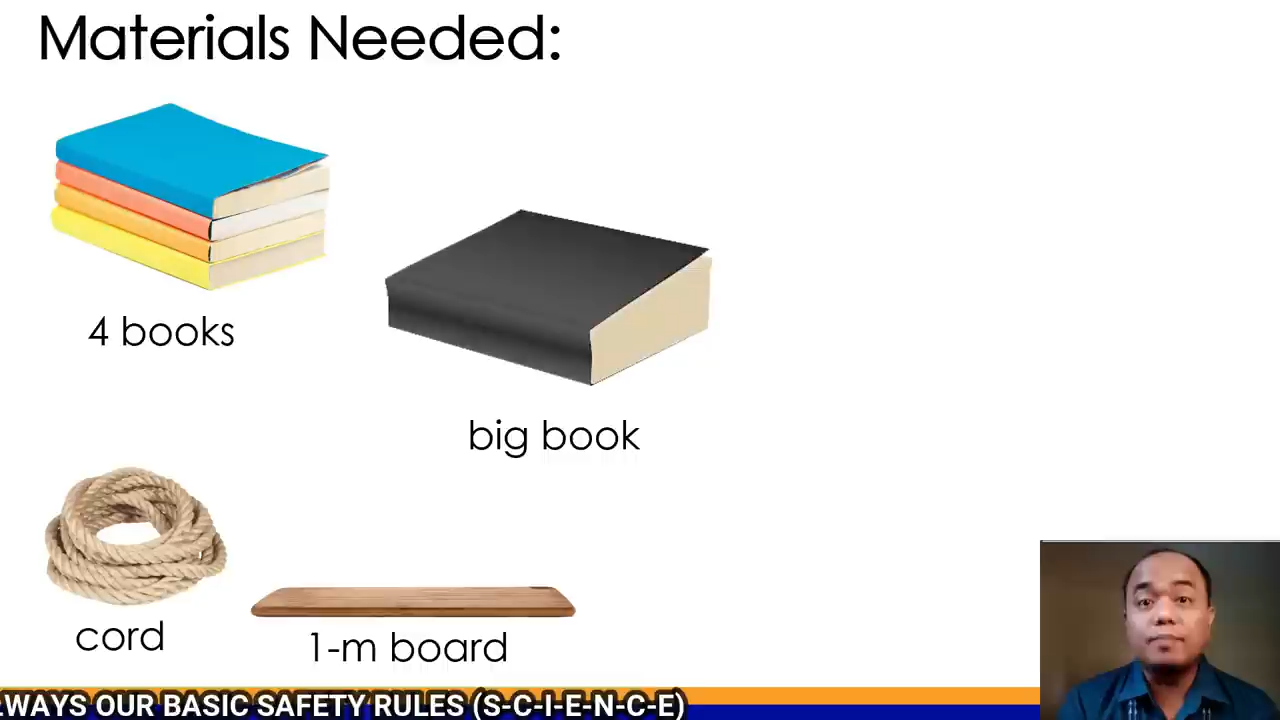 Materials Needed:
4 books
big book
cord
1-m board
WAYS OUR BASIC SAFETY RULES (S-C-I-E-N-C-E)